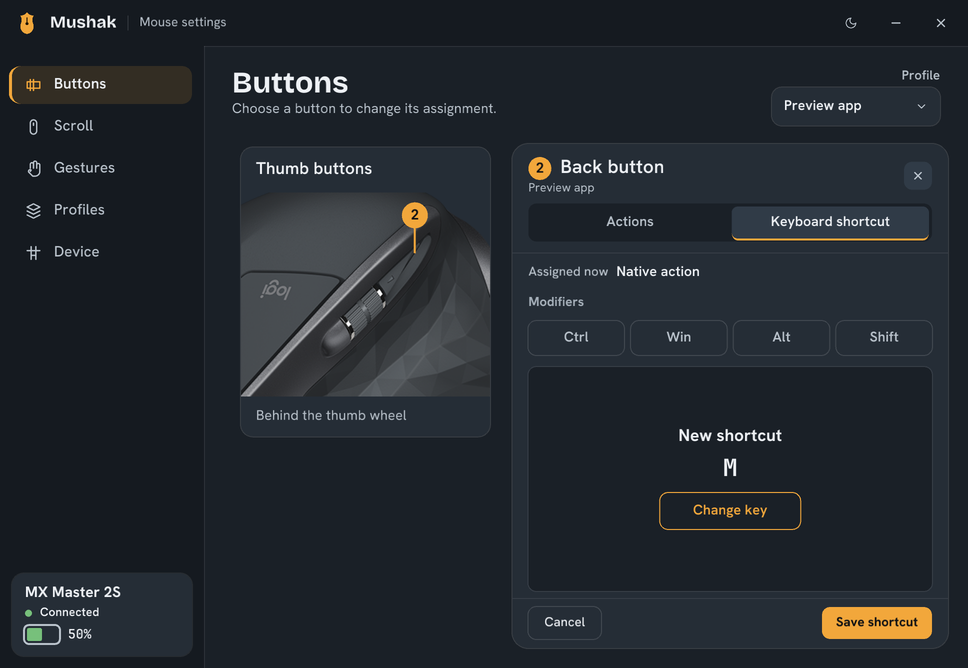 Mushak
Mouse settings
Buttons
Scroll
Gestures
Profiles
Device
MX Master 2S
Connected
50%
Buttons
Choose a button to change its assignment.
Profile
Preview app
Thumb buttons
2
logi
Behind the thumb wheel
2 Back button
Preview app
Actions
Keyboard shortcut
Assigned now Native action
Modifiers
Ctrl
Win
Alt
Shift
New shortcut
M
Change key
Cancel
Save shortcut